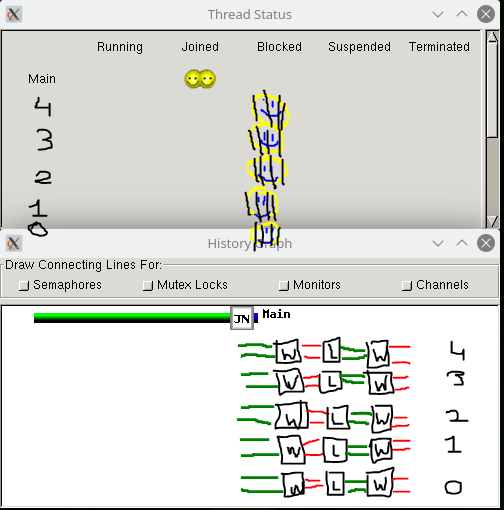 Thread Status
Running Joined Blocked Suspended Terminated
Main
4
3
2
1
0
History Graph
Draw Connecting Lines For:
Semaphores Mutex Locks Monitors Channels
JN Main
W L W 4
W L W 3
W L W 2
W L W 1
W L W 0